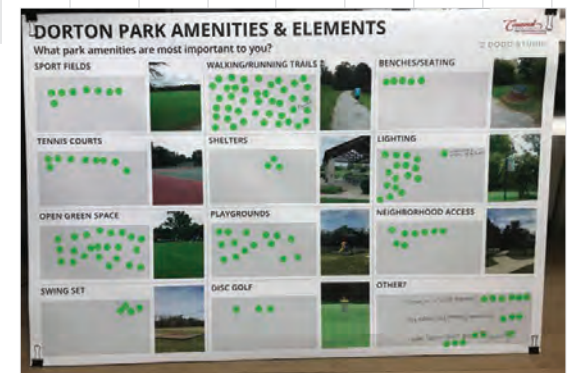 DORTON PARK AMENITIES & ELEMENTS
What park amenities are most important to you?
SPORT FIELDS
WALKING/RUNNING TRAILS
BENCHES/SEATING
TENNIS COURTS
SHELTERS
LIGHTING
OPEN GREEN SPACE
PLAYGROUNDS
NEIGHBORHOOD ACCESS
SWING SET
DISC GOLF
OTHER?